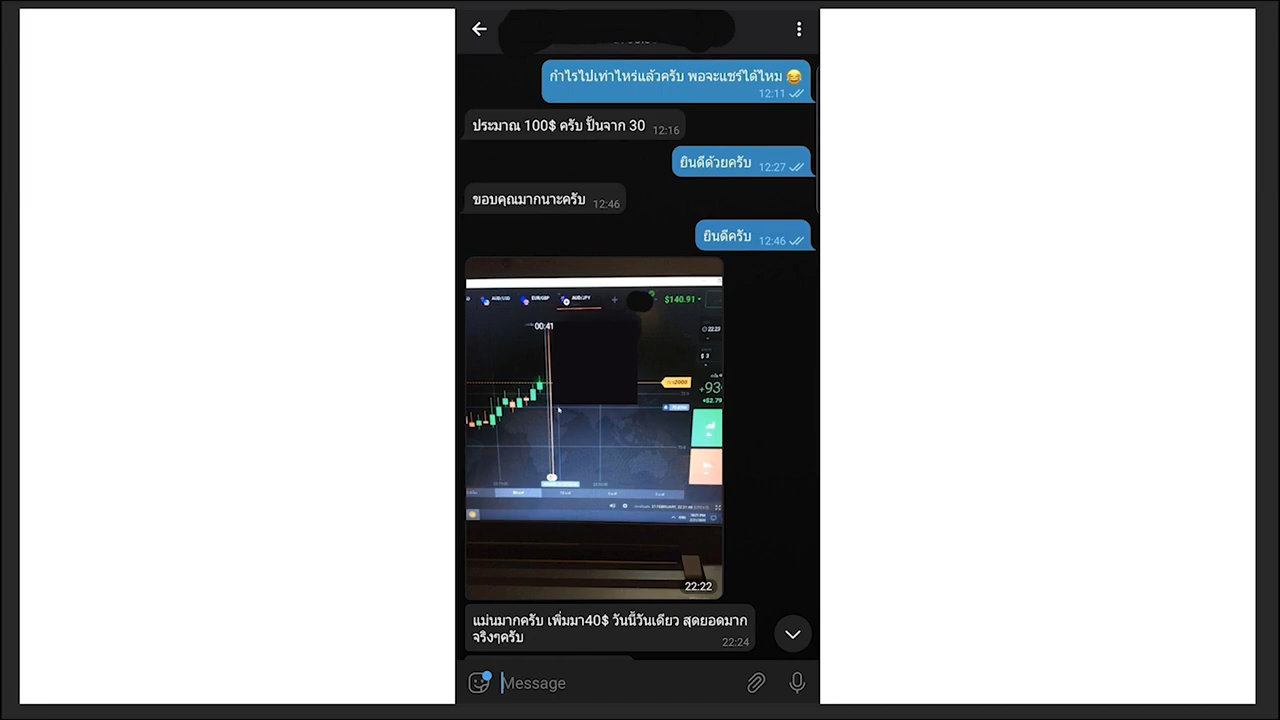 กำไรไปเท่าไหร่แล้วครับ พอจะแชร์ได้ไหม 😂
12:11
ประมาณ 100$ ครับ ปั้นจาก 30 12:16
ยินดีด้วยครับ 12:27
ขอบคุณมากนาะครับ 12:46
ยินดีครับ 12:46
AUD/USD EUR/GBP AUD/JPY + $140.91
00:41
22:23
$ 3
+93
+$2.79
22:22
แม่นมากครับ เพิ่มมา40$ วันนี้วันเดียว สุดยอดมาก
จริงๆครับ 22:24
Message